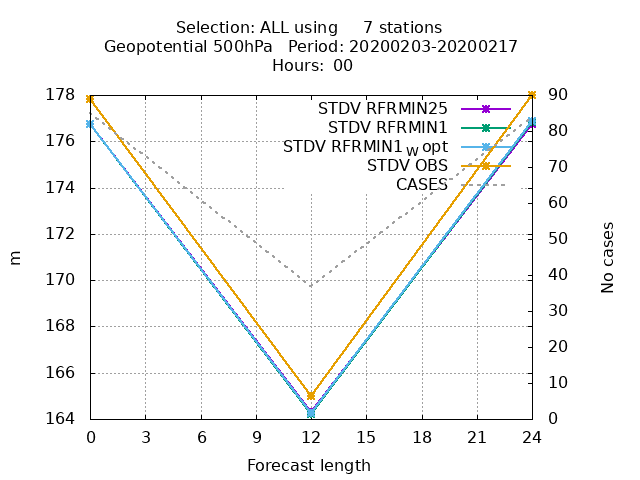 Selection: ALL using     7 stations
Geopotential 500hPa   Period: 20200203-20200217
Hours:  00
STDV RFRMIN25
STDV RFRMIN1
STDV RFRMIN1_w opt
STDV OBS
CASES
178
176
174
172
170
168
166
164
m
90
80
70
60
50
40
30
20
10
0
No cases
0 3 6 9 12 15 18 21 24
Forecast length